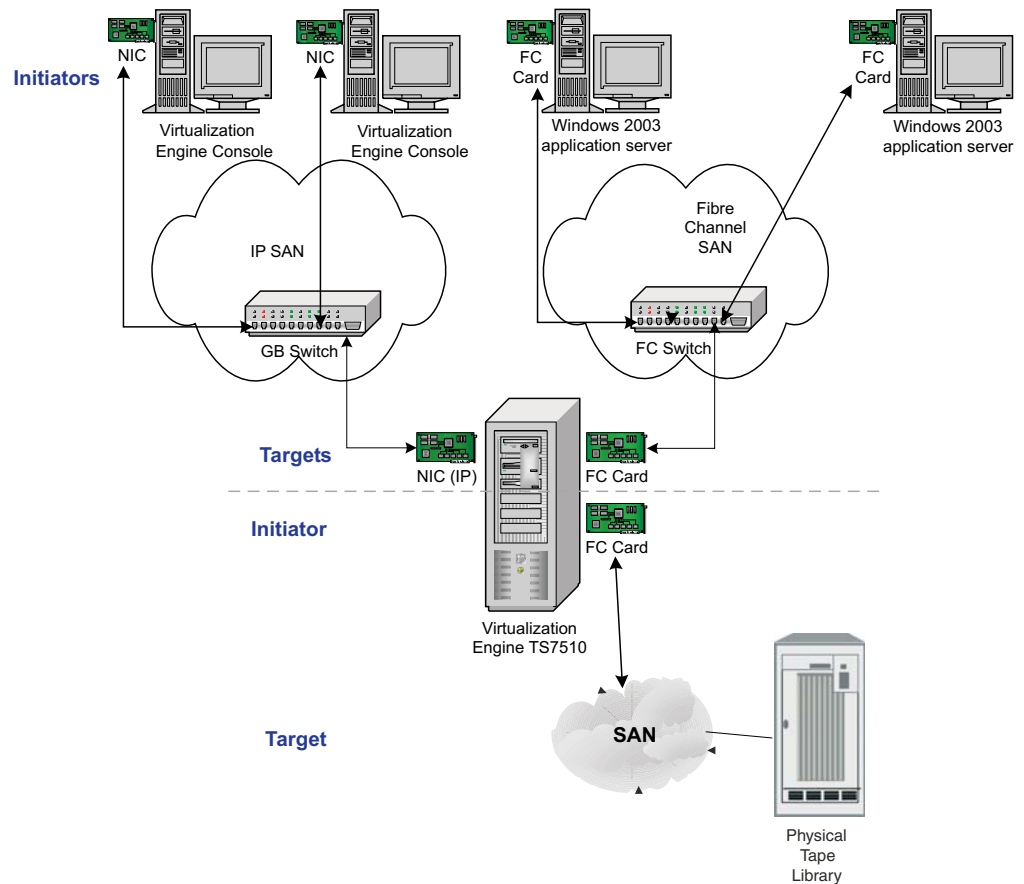 NIC
NIC
FC
Card
FC
Card
Initiators
Virtualization
Engine Console
Virtualization
Engine Console
Windows 2003
application server
Windows 2003
application server
IP SAN
Fibre
Channel
SAN
GB Switch
FC Switch
Targets
NIC (IP)
FC Card
Initiator
FC Card
Virtualization
Engine TS7510
Target
SAN
Physical
Tape
Library